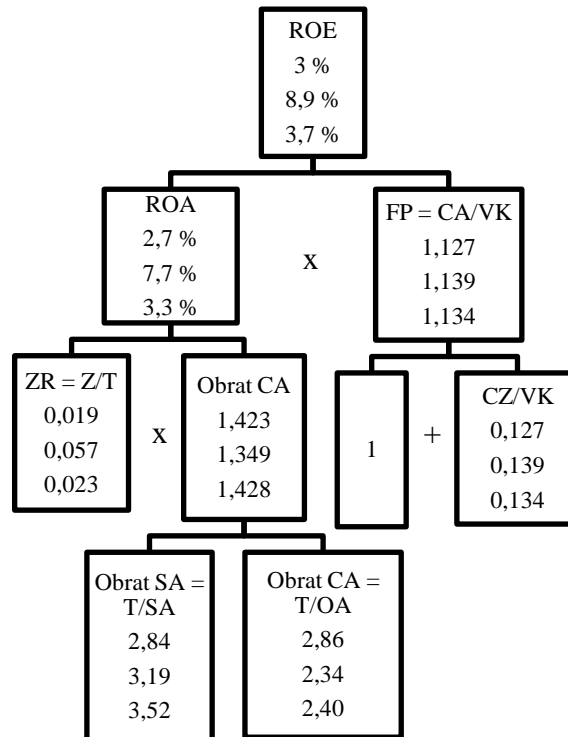 ROE
3 %
8,9 %
3,7 %
ROA
2,7 %
7,7 %
3,3 %
x
FP = CA/VK
1,127
1,139
1,134
ZR = Z/T
0,019
0,057
0,023
x
Obrat CA
1,423
1,349
1,428
1
+
CZ/VK
0,127
0,139
0,134
Obrat SA =
T/SA
2,84
3,19
3,52
Obrat CA =
T/OA
2,86
2,34
2,40